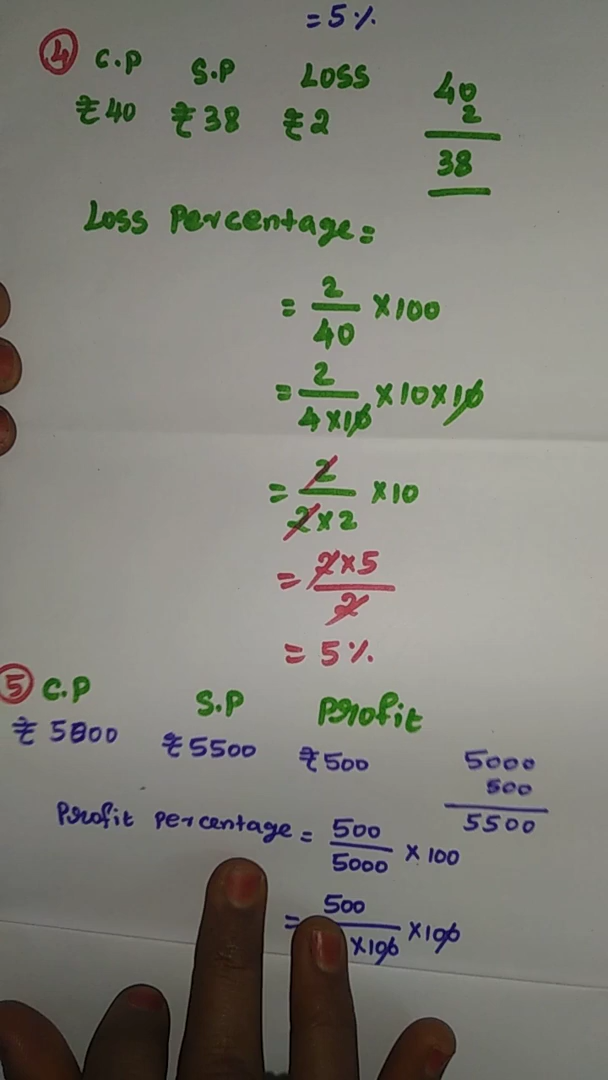 = 5 %
④ C.P S.P LOSS
₹ 40 ₹ 38 ₹ 2
40
2
38
Loss Percentage =
= 2/40 × 100
= 2/4 × 10 × 10 × 10
= 2/2 × 2 × 10
= 2 × 5/2
= 5 %
⑤ C.P S.P Profit
₹ 5000 ₹ 5500 ₹ 500
5000
500
5500
Profit Percentage = 500/5000 × 100
= 500/ × 100 × 100